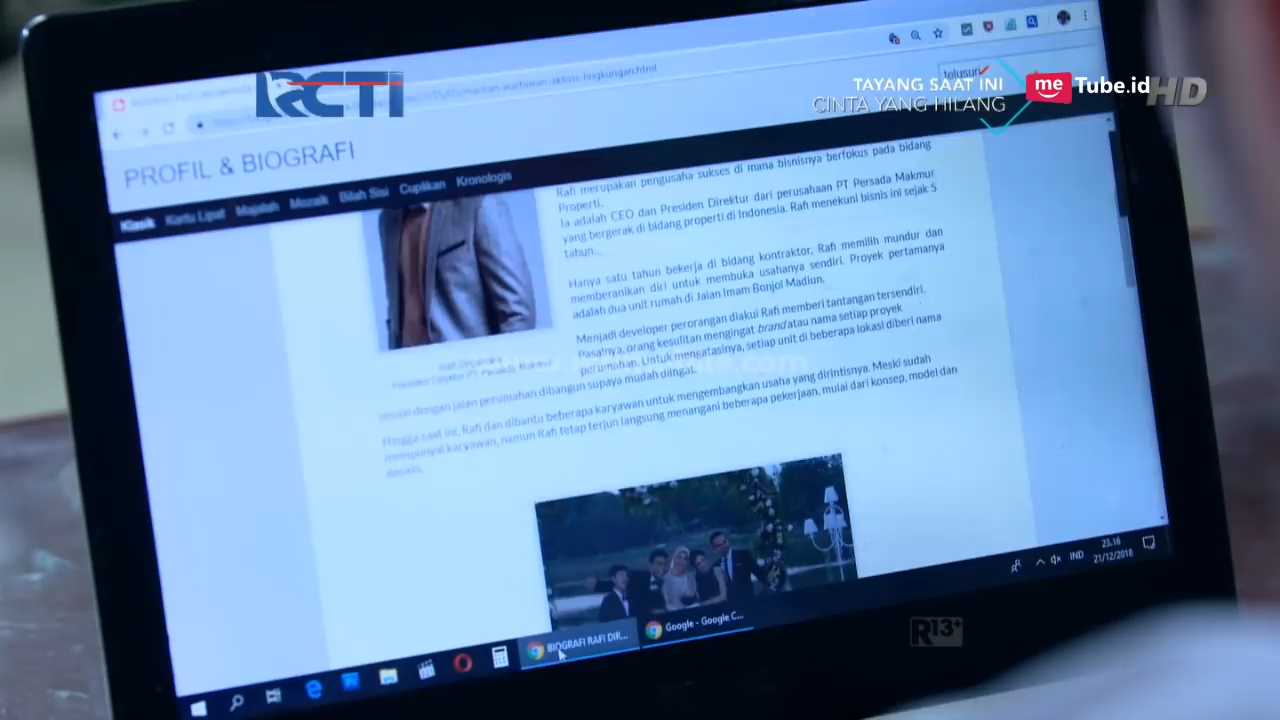 RCTI
TAYANG SAAT INI
CINTA YANG HILANG
me Tube.id HD
telusuri
PROFIL & BIOGRAFI
Klasik Kartu Lipat Majalah Mozaik Bilah Sisi Cuplikan Kronologis
Rafi merupakan pengusaha sukses di mana bisnisnya berfokus pada bidang
Properti.
Ia adalah CEO dan Presiden Direktur dari perusahaan PT Persada Makmur
yang bergerak di bidang properti di Indonesia. Rafi menekuni bisnis ini sejak 5
tahun.
Hanya satu tahun bekerja di bidang kontraktor, Rafi memilih mundur dan
memberanikan diri untuk membuka usahanya sendiri. Proyek pertamanya
adalah dua unit rumah di Jalan Imam Bonjol Madiun.
Menjadi developer perorangan diakui Rafi memberi tantangan tersendiri.
Pasalnya, orang kesulitan mengingat brand atau nama setiap proyek
perumahan. Untuk mengatasinya, setiap unit di beberapa lokasi diberi nama
sesuai dengan jalan perumahan dibangun supaya mudah diingat.
Presiden Direktur PT Persada Makmur
Hingga saat ini, Rafi dan dibantu beberapa karyawan untuk mengembangkan usaha yang dirintisnya. Meski sudah
mempunyai karyawan, namun Rafi tetap terjun langsung menangani beberapa pekerjaan, mulai dari konsep, model dan
desain.
BIOGRAFI RAFI DIR...
Google - Google C...
IND
23.16
21/12/2018
R13+